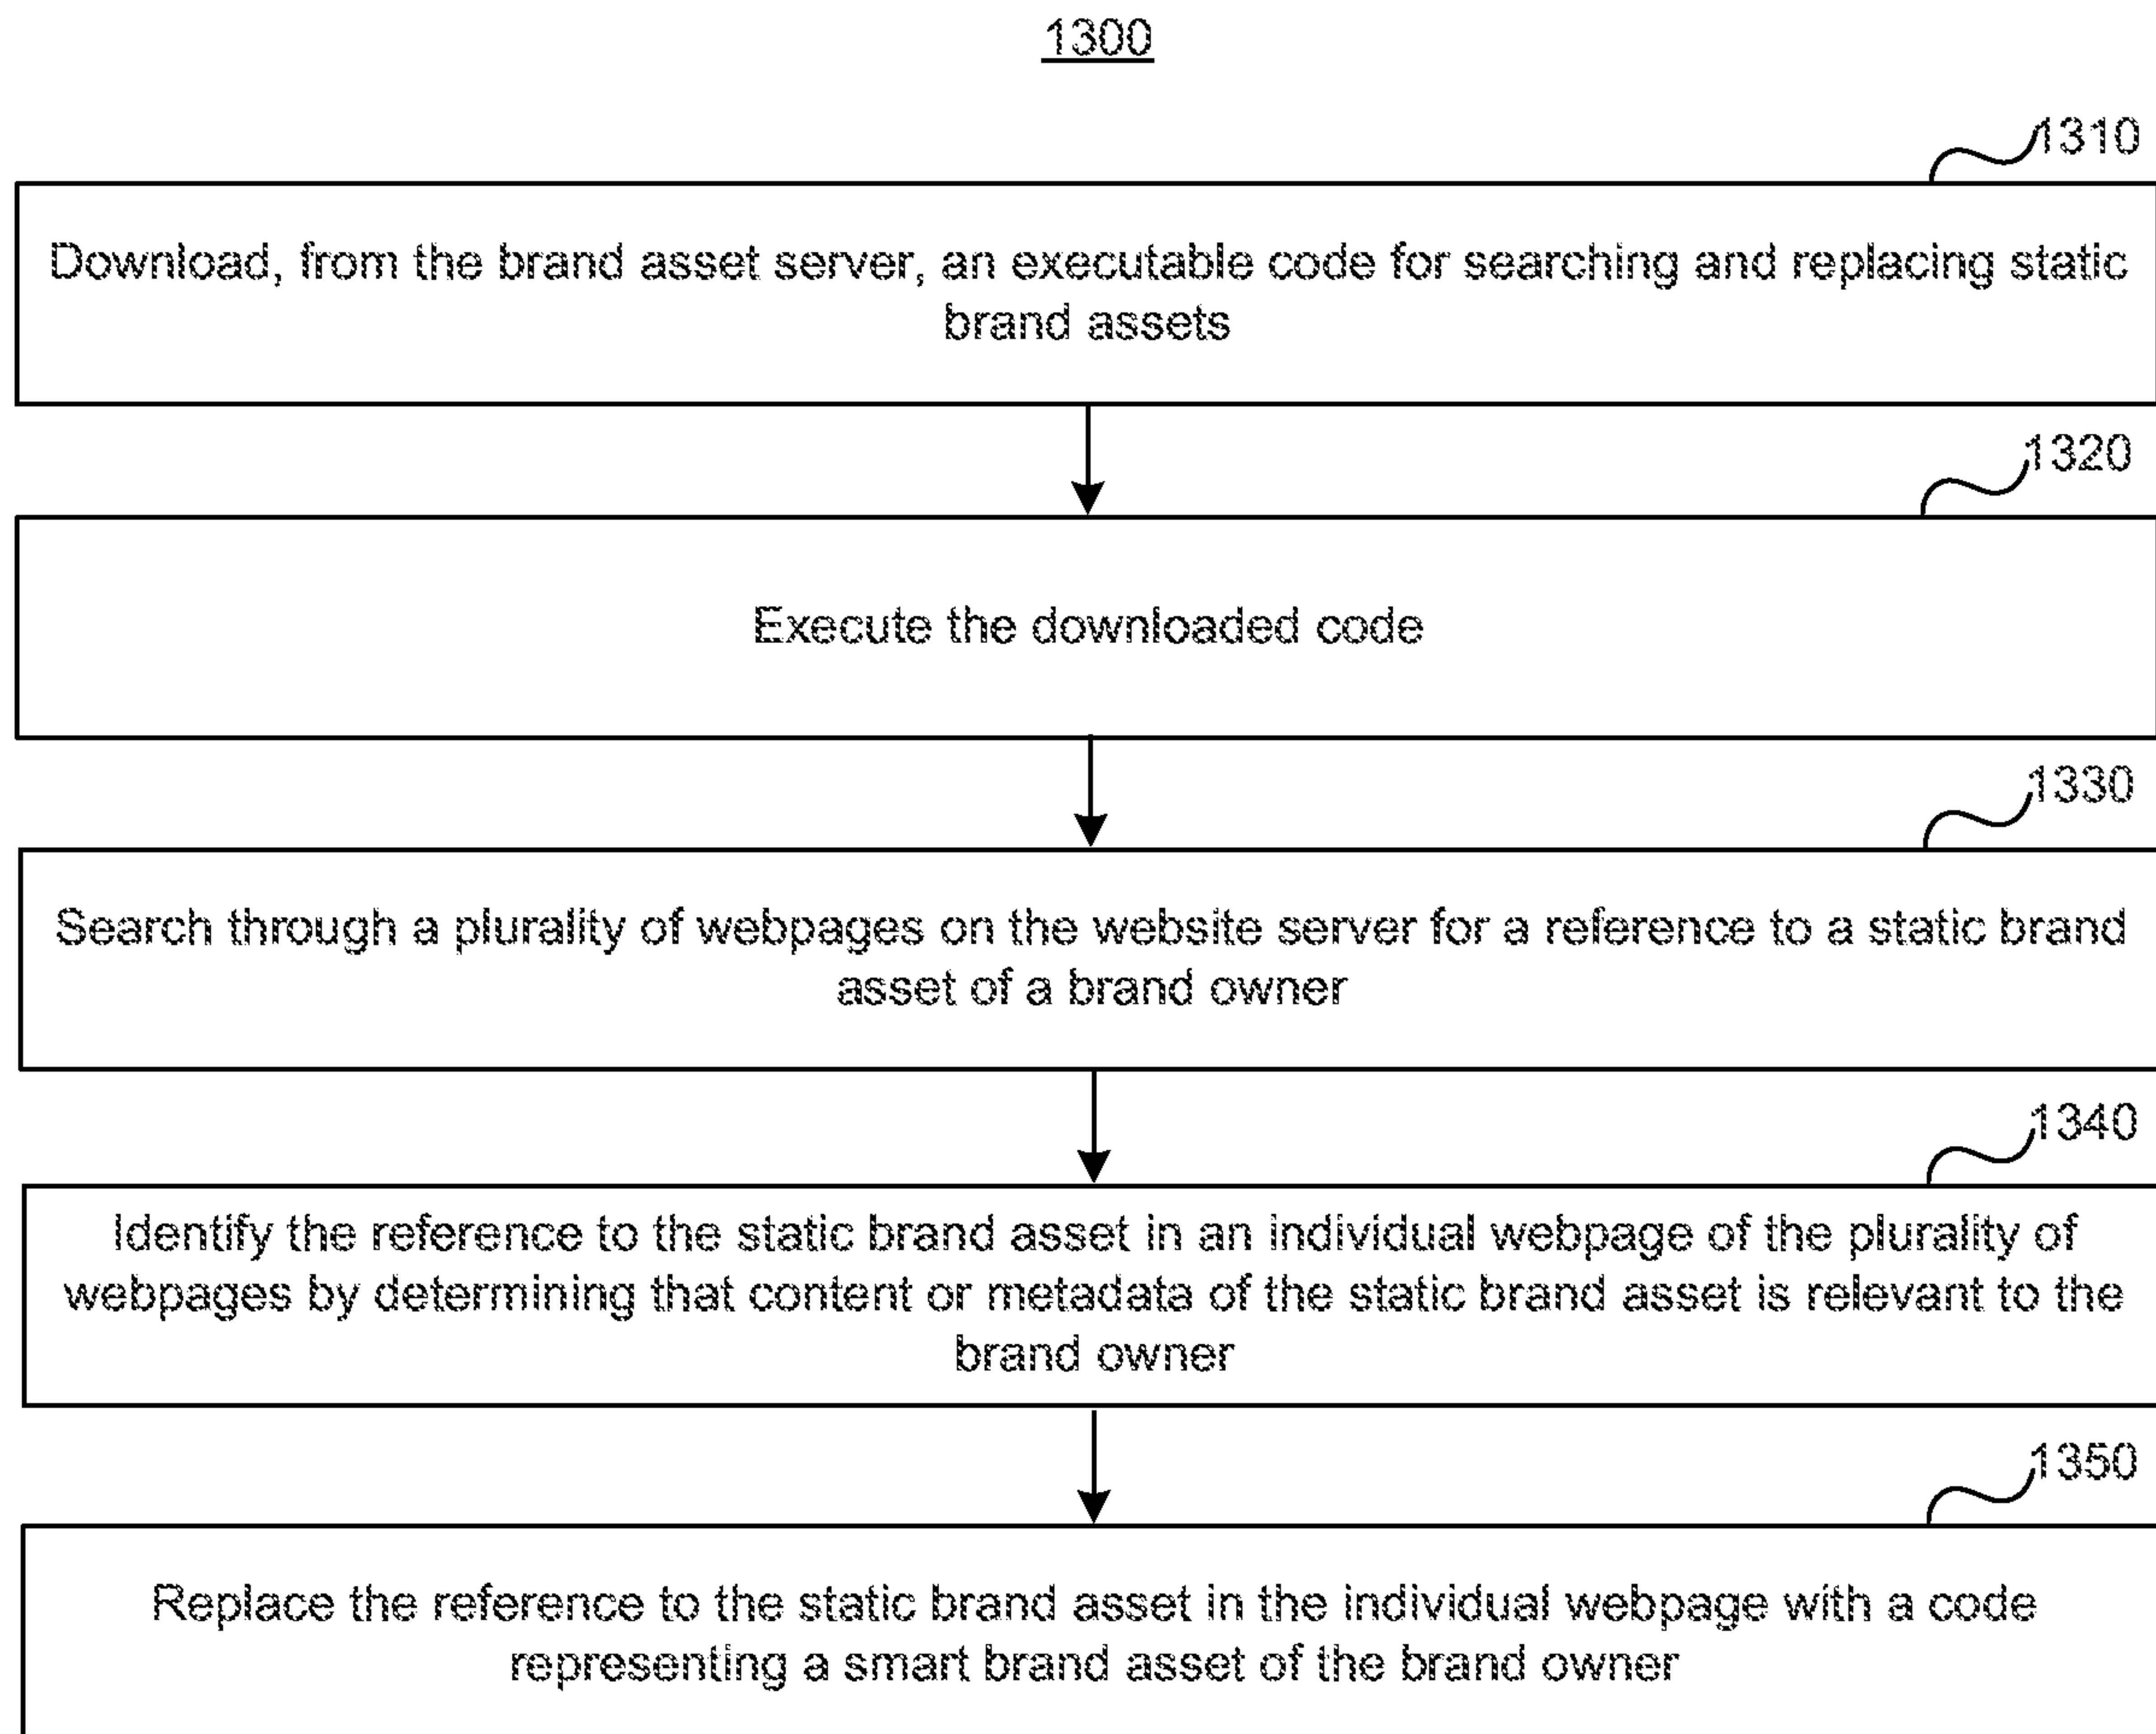 1300
1310
Download, from the brand asset server, an executable code for searching and replacing static
brand assets
1320
Execute the downloaded code
1330
Search through a plurality of webpages on the website server for a reference to a static brand
asset of a brand owner
1340
Identify the reference to the static brand asset in an individual webpage of the plurality of
webpages by determining that content or metadata of the static brand asset is relevant to the
brand owner
1350
Replace the reference to the static brand asset in the individual webpage with a code
representing a smart brand asset of the brand owner